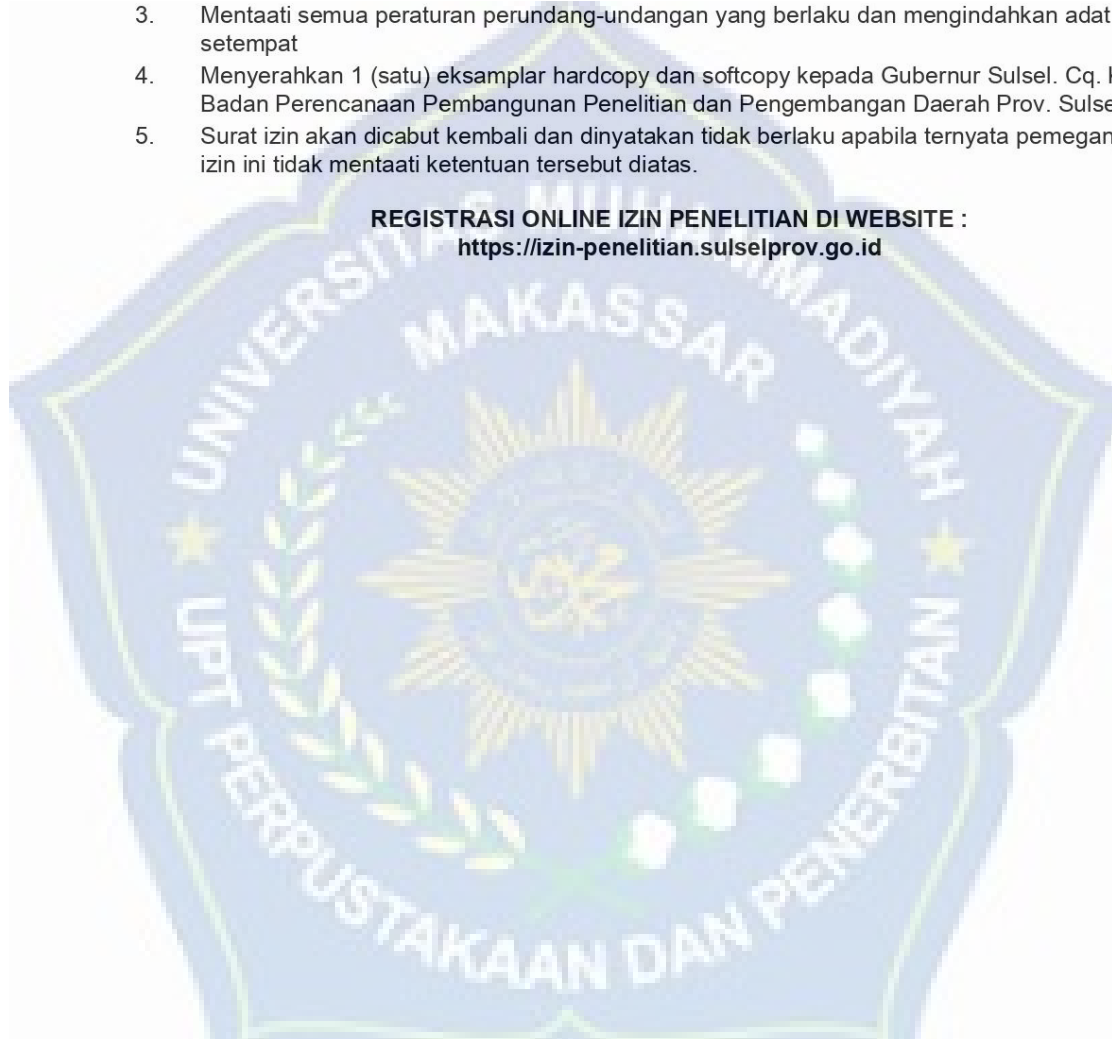 3. Mentaati semua peraturan perundang-undangan yang berlaku dan mengindahkan adat
setempat
4. Menyerahkan 1 (satu) eksamplar hardcopy dan softcopy kepada Gubernur Sulsel. Cq.
Badan Perencanaan Pembangunan Penelitian dan Pengembangan Daerah Prov.
5. Surat izin akan dicabut kembali dan dinyatakan tidak berlaku apabila ternyata
izin ini tidak mentaati ketentuan tersebut diatas.
REGISTRASI ONLINE IZIN PENELITIAN DI WEBSITE :
https://izin-penelitian.sulselprov.go.id
UNIVERSITAS MUHAMMADIYAH
MAKASSAR
UPT PERPUSTAKAAN DAN PENERBITAN